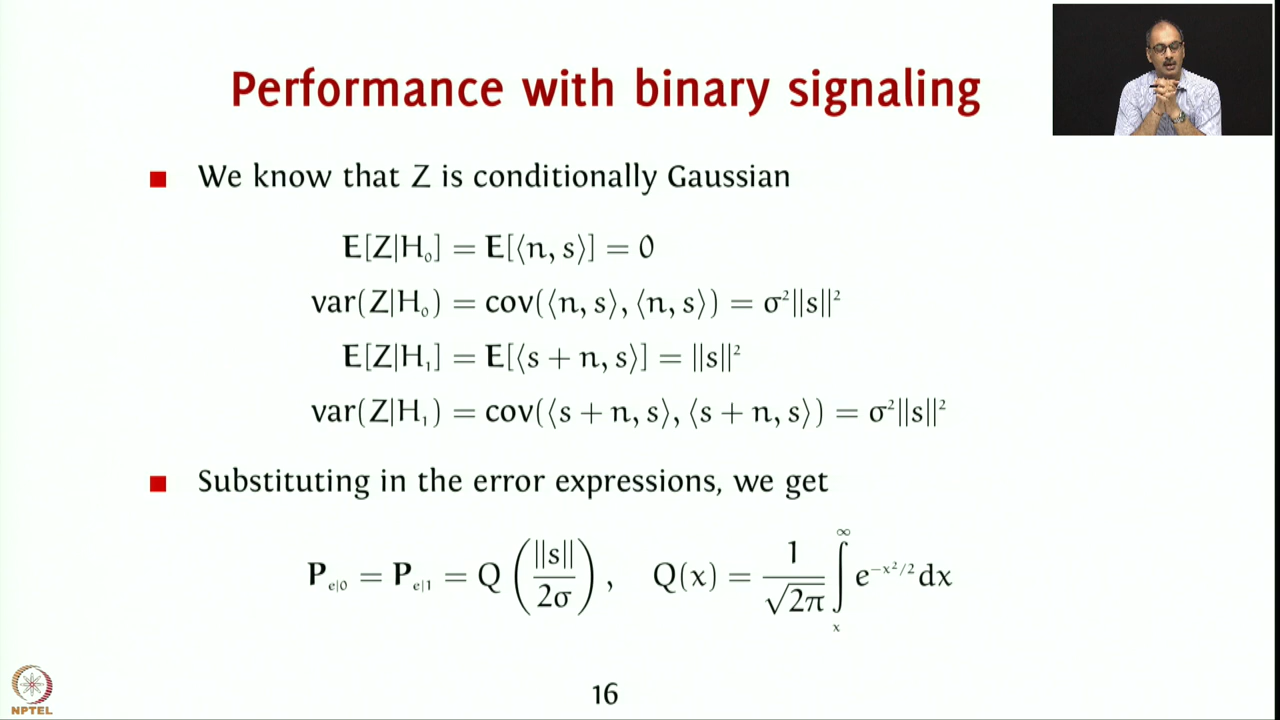 Performance with binary signaling
We know that Z is conditionally Gaussian
E[Z|H₀] = E[⟨n, s⟩] = 0
var(Z|H₀) = cov(⟨n, s⟩, ⟨n, s⟩) = σ²||s||²
E[Z|H₁] = E[⟨s + n, s⟩] = ||s||²
var(Z|H₁) = cov(⟨s + n, s⟩, ⟨s + n, s⟩) = σ²||s||²
Substituting in the error expressions, we get
P_{e|0} = P_{e|1} = Q(||s||/2σ), Q(x) = 1/√2π ∫_x^∞ e^{−x²/2}dx
16
NPTEL